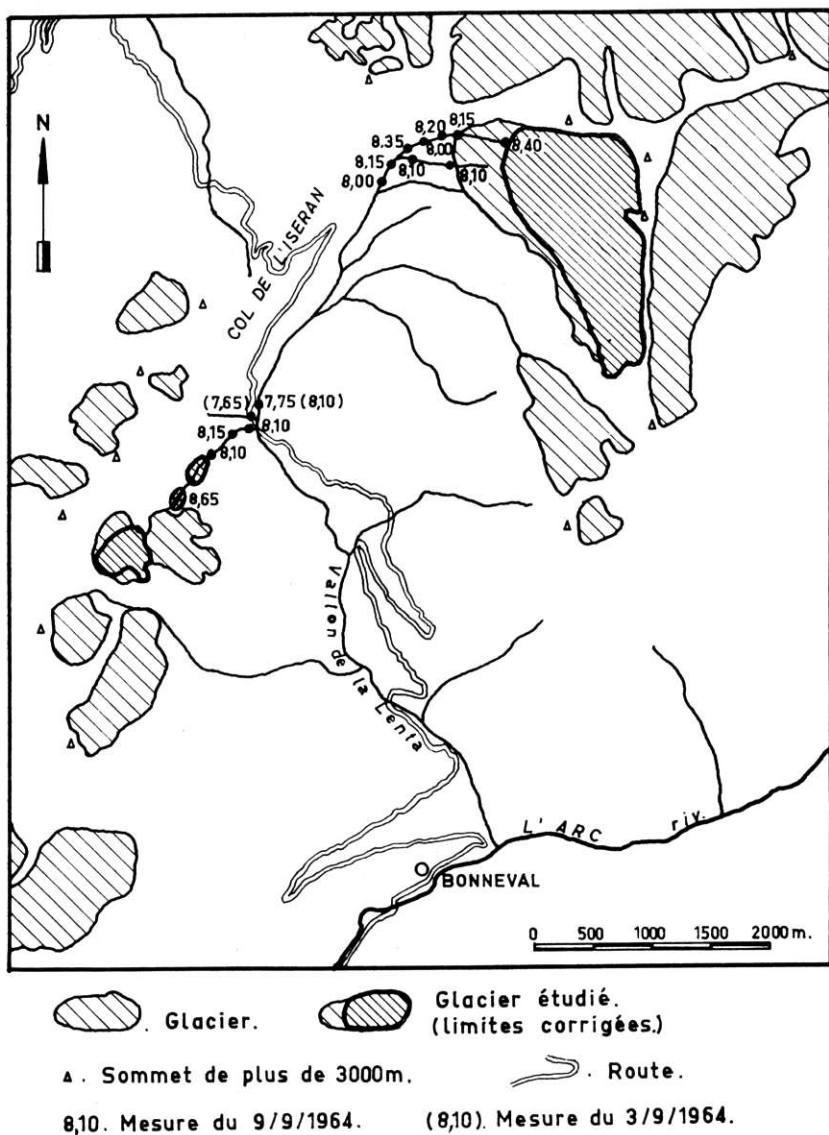 N
8,20
8,15
8.35
8,00
8,40
8,15
8,10
8,10
8,00
COL DE L'ISERAN
(7,65)
7,75 (8,10)
8,15
8,10
8,10
8,65
Vallon de la Lenta
L'ARC riv.
BONNEVAL
0 500 1000 1500 2000 m.
Glacier.
Glacier étudié.
(limites corrigées.)
. Sommet de plus de 3000m.
. Route.
8,10. Mesure du 9/9/1964.
(8,10). Mesure du 3/9/1964.